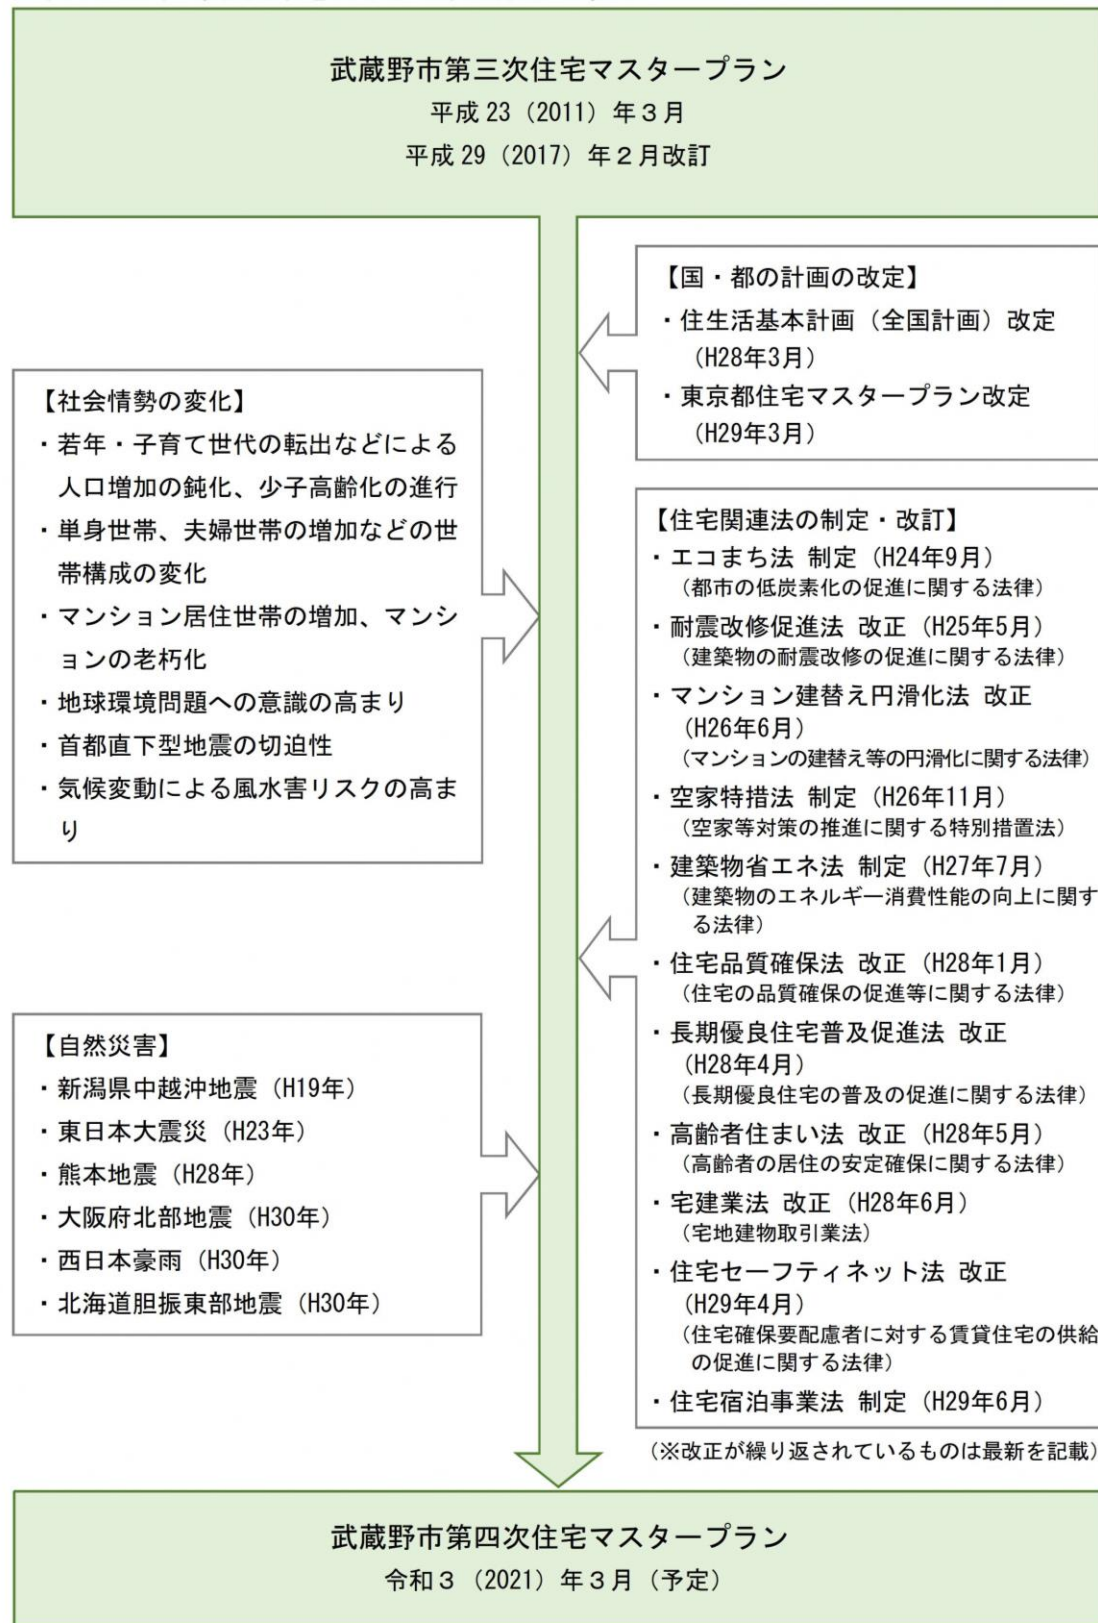 武蔵野市第三次住宅マスタープラン
平成 23（2011）年３月
平成 29（2017）年２月改訂
【国・都の計画の改定】
・住生活基本計画（全国計画）改定
（H28年3月）
・東京都住宅マスタープラン改定
（H29年3月）
【社会情勢の変化】
・若年・子育て世代の転出などによる
人口増加の鈍化、少子高齢化の進行
・単身世帯、夫婦世帯の増加などの世
帯構成の変化
・マンション居住世帯の増加、マンシ
ョンの老朽化
・地球環境問題への意識の高まり
・首都直下型地震の切迫性
・気候変動による風水害リスクの高ま
り
【住宅関連法の制定・改訂】
・エコまち法 制定（H24年9月）
（都市の低炭素化の促進に関する法律）
・耐震改修促進法 改正（H25年5月）
（建築物の耐震改修の促進に関する法律）
・マンション建替え円滑化法 改正
（H26年6月）
（マンションの建替え等の円滑化に関する法律）
・空家特措法 制定（H26年11月）
（空家等対策の推進に関する特別措置法）
・建築物省エネ法 制定（H27年7月）
（建築物のエネルギー消費性能の向上に関す
る法律）
・住宅品質確保法 改正（H28年1月）
（住宅の品質確保の促進等に関する法律）
・長期優良住宅普及促進法 改正
（H28年4月）
（長期優良住宅の普及の促進に関する法律）
・高齢者住まい法 改正（H28年5月）
（高齢者の居住の安定確保に関する法律）
・宅建業法 改正（H28年6月）
（宅地建物取引業法）
・住宅セーフティネット法 改正
（H29年4月）
（住宅確保要配慮者に対する賃貸住宅の供給
の促進に関する法律）
・住宅宿泊事業法 制定（H29年6月）
（※改正が繰り返されているものは最新を記載）
【自然災害】
・新潟県中越沖地震（H19年）
・東日本大震災（H23年）
・熊本地震（H28年）
・大阪府北部地震（H30年）
・西日本豪雨（H30年）
・北海道胆振東部地震（H30年）
武蔵野市第四次住宅マスタープラン
令和３（2021）年３月（予定）